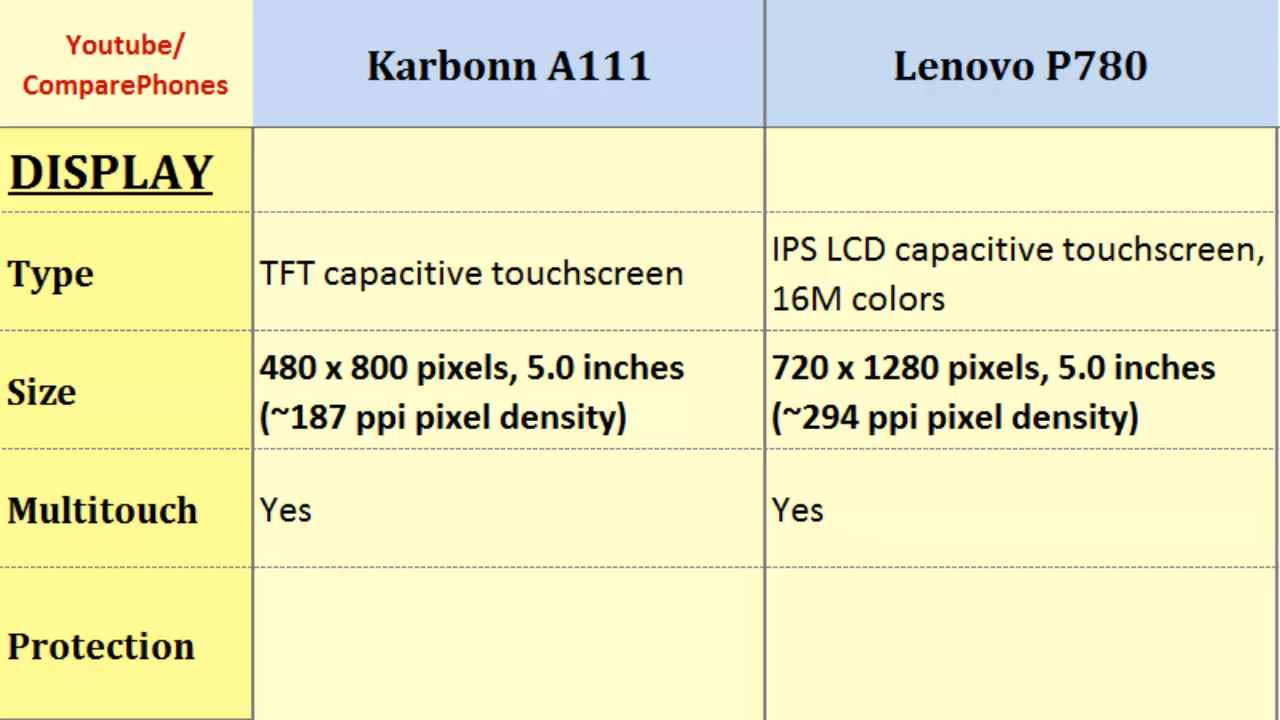 Youtube/
ComparePhones
Karbonn A111
Lenovo P780
DISPLAY
Type
TFT capacitive touchscreen
IPS LCD capacitive touchscreen,
16M colors
Size
480 x 800 pixels, 5.0 inches
(~187 ppi pixel density)
720 x 1280 pixels, 5.0 inches
(~294 ppi pixel density)
Multitouch
Yes
Yes
Protection